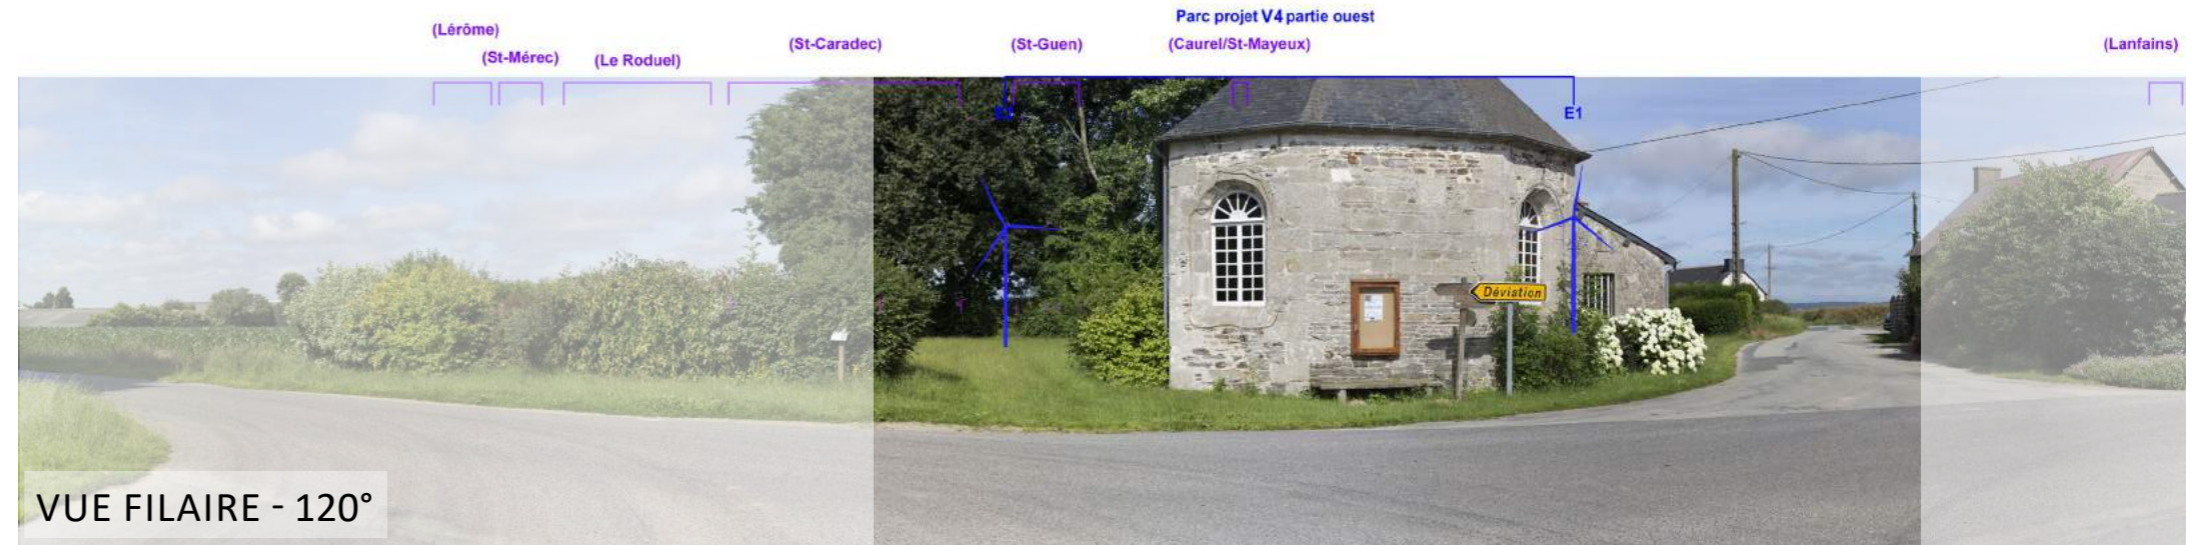 Parc projet V4 partie ouest
(Lérôme)
(St-Mérec)
(Le Roduel)
(St-Caradec)
(St-Guen)
(Caurel/St-Mayeux)
(Lanfains)
E1
Déviation
VUE FILAIRE - 120°